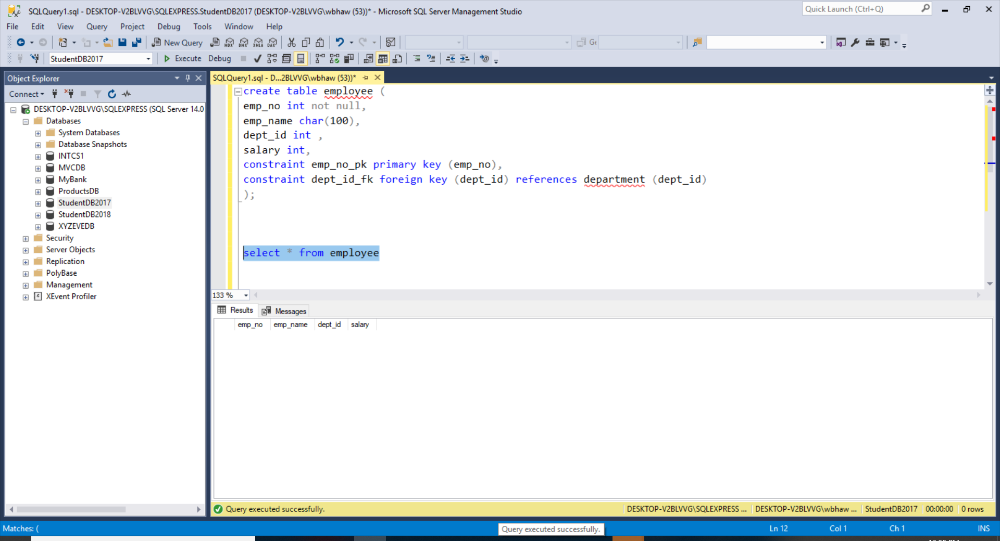 SQLQuery1.sql - DESKTOP-V2BLVVG\SQLEXPRESS.StudentDB2017 (DESKTOP-V2BLVVG\wbhaw (53))* - Microsoft SQL Server Management Studio
Quick Launch (Ctrl+Q)
File Edit View Query Project Debug Tools Window Help
New Query MDX DMX XMLA DAX
StudentDB2017 Execute Debug
Object Explorer
Connect
DESKTOP-V2BLVVG\SQLEXPRESS (SQL Server 14.0
Databases
System Databases
Database Snapshots
INTCS1
MVCDB
MyBank
ProductsDB
StudentDB2017
StudentDB2018
XYZEVEDB
Security
Server Objects
Replication
PolyBase
Management
XEvent Profiler
SQLQuery1.sql - D...2BLVVG\wbhaw (53))*
create table employee (
emp_no int not null,
emp_name char(100),
dept_id int ,
salary int,
constraint emp_no_pk primary key (emp_no),
constraint dept_id_fk foreign key (dept_id) references department (dept_id)
);
select * from employee
133 %
Results Messages
emp_no emp_name dept_id salary
Query executed successfully. DESKTOP-V2BLVVG\SQLEXPRESS ... DESKTOP-V2BLVVG\wbhaw ... StudentDB2017 00:00:00 0 rows
Matches: ( Query executed successfully. Ln 12 Col 1 Ch 1 INS